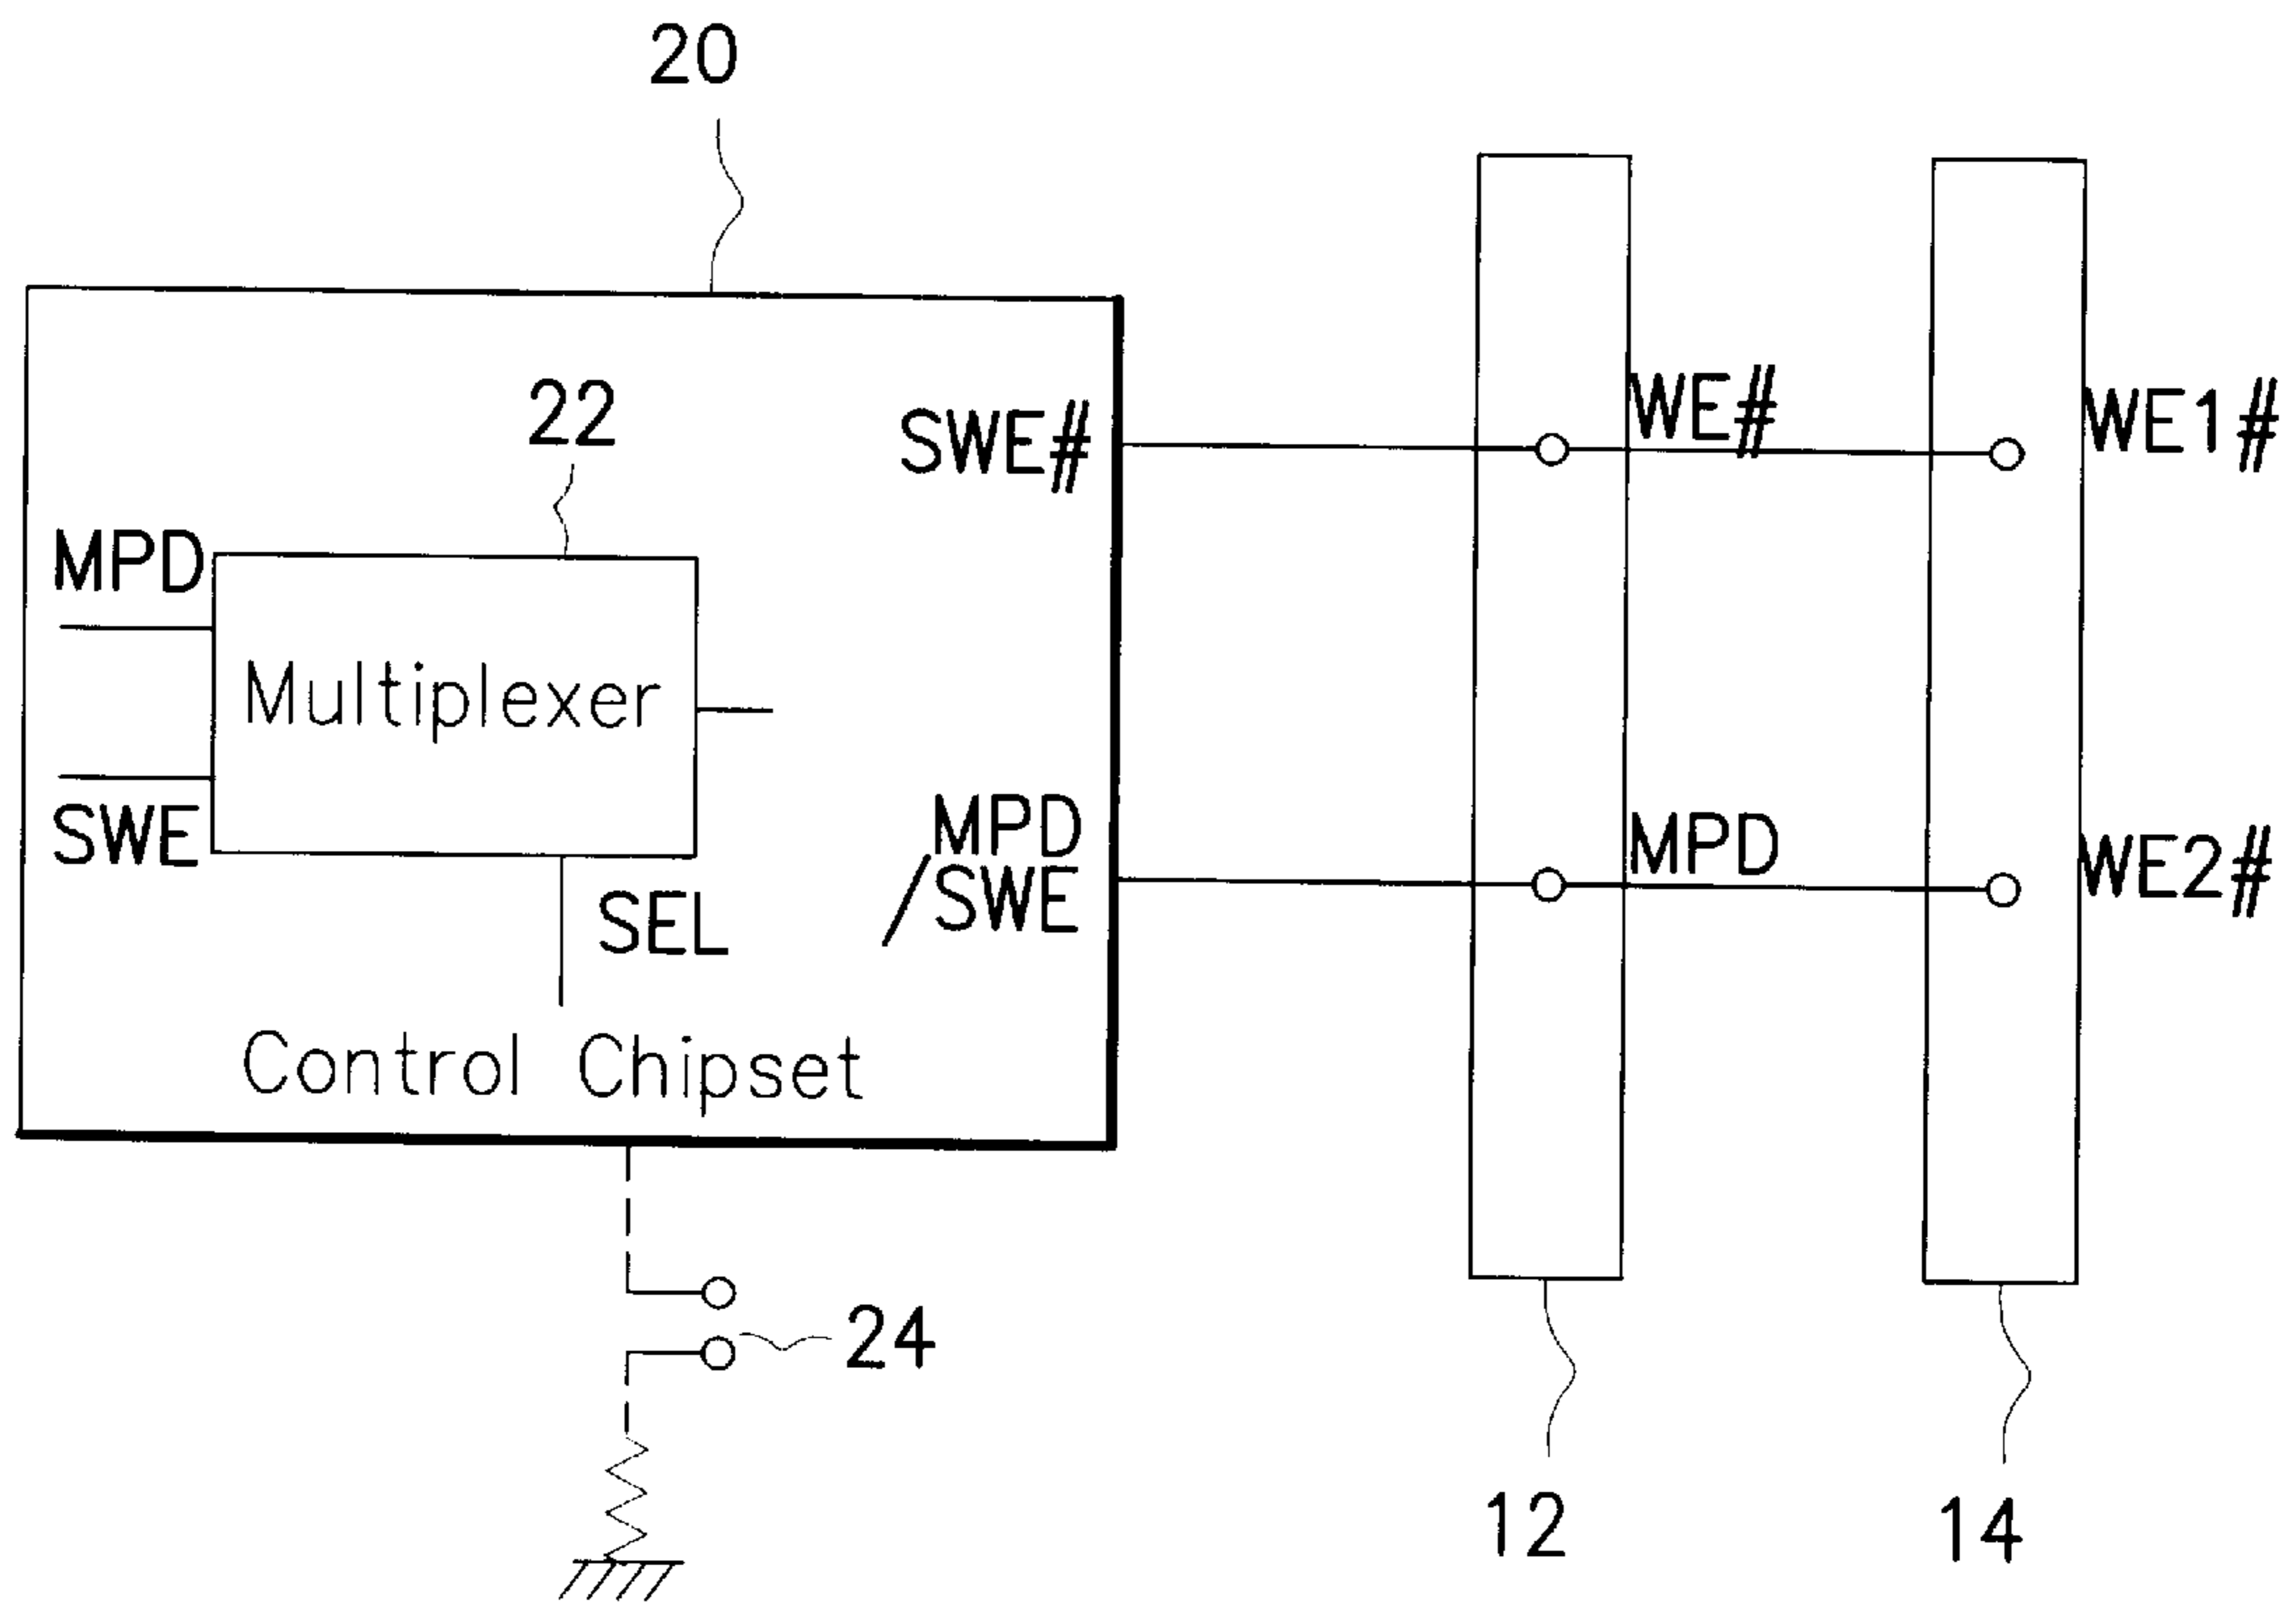 20
22
SWE#
WE#
WE1#
MPD
Multiplexer
SWE
SEL
MPD
/SWE
MPD
WE2#
Control Chipset
24
12
14